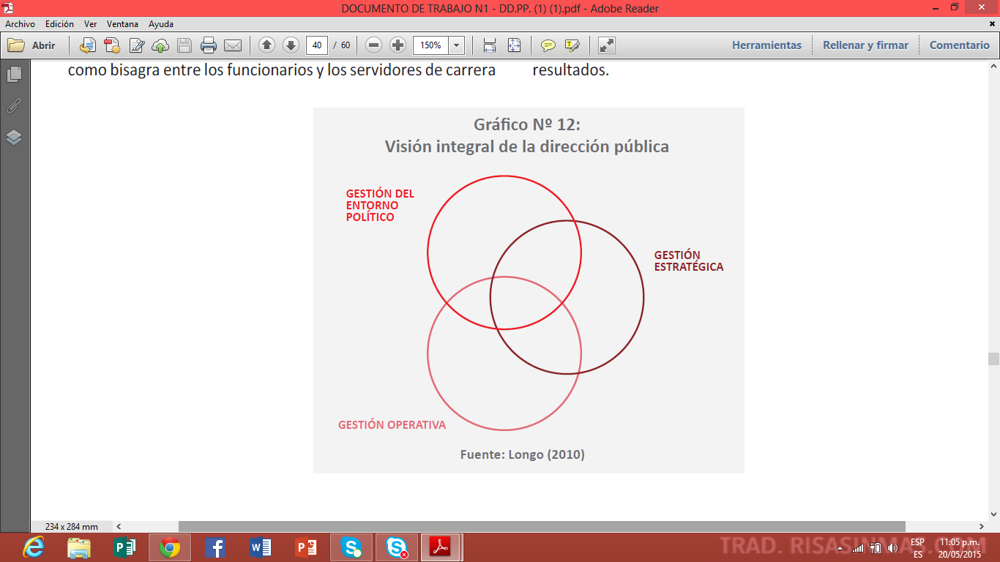 DOCUMENTO DE TRABAJO N1 - DD.PP. (1) (1).pdf - Adobe Reader
Archivo Edición Ver Ventana Ayuda
Abrir 40 / 60 150% Herramientas Rellenar y firmar Comentario
como bisagra entre los funcionarios y los servidores de carrera resultados.
Gráfico Nº 12:
Visión integral de la dirección pública
GESTIÓN DEL
ENTORNO
POLÍTICO
GESTIÓN
ESTRATÉGICA
GESTIÓN OPERATIVA
Fuente: Longo (2010)
234 x 284 mm
TRAD. RISASINMAS.COM
ESP 11:05 p.m.
ES 20/05/2015